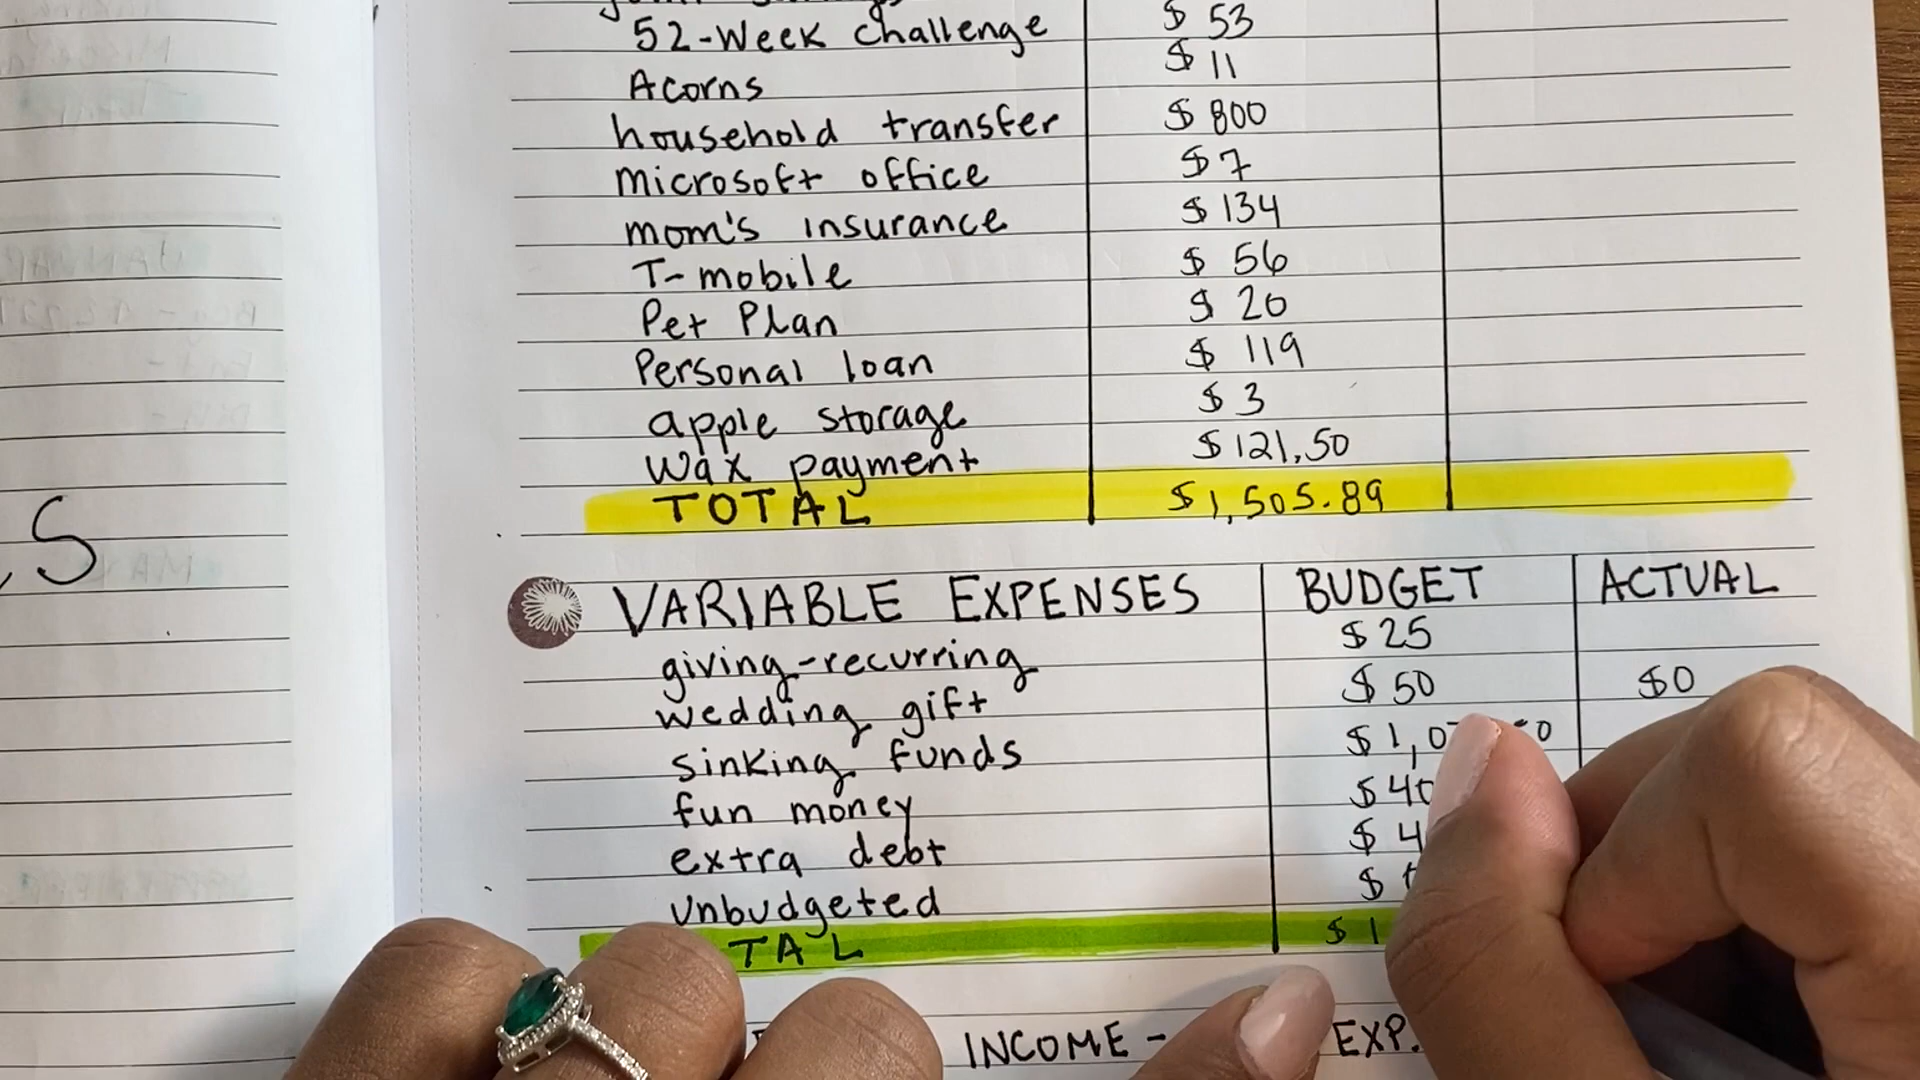 52-Week challenge $ 53
Acorns $ 11
household transfer $ 800
microsoft office $ 7
mom's insurance $ 134
T-mobile $ 56
Pet Plan $ 20
Personal loan $ 119
apple storage $ 3
wax payment $ 121.50
TOTAL $ 1,505.89
VARIABLE EXPENSES BUDGET ACTUAL
giving-recurring $ 25
wedding gift $ 50 $0
sinking funds
fun money
extra debt
unbudgeted
INCOME - EXP.